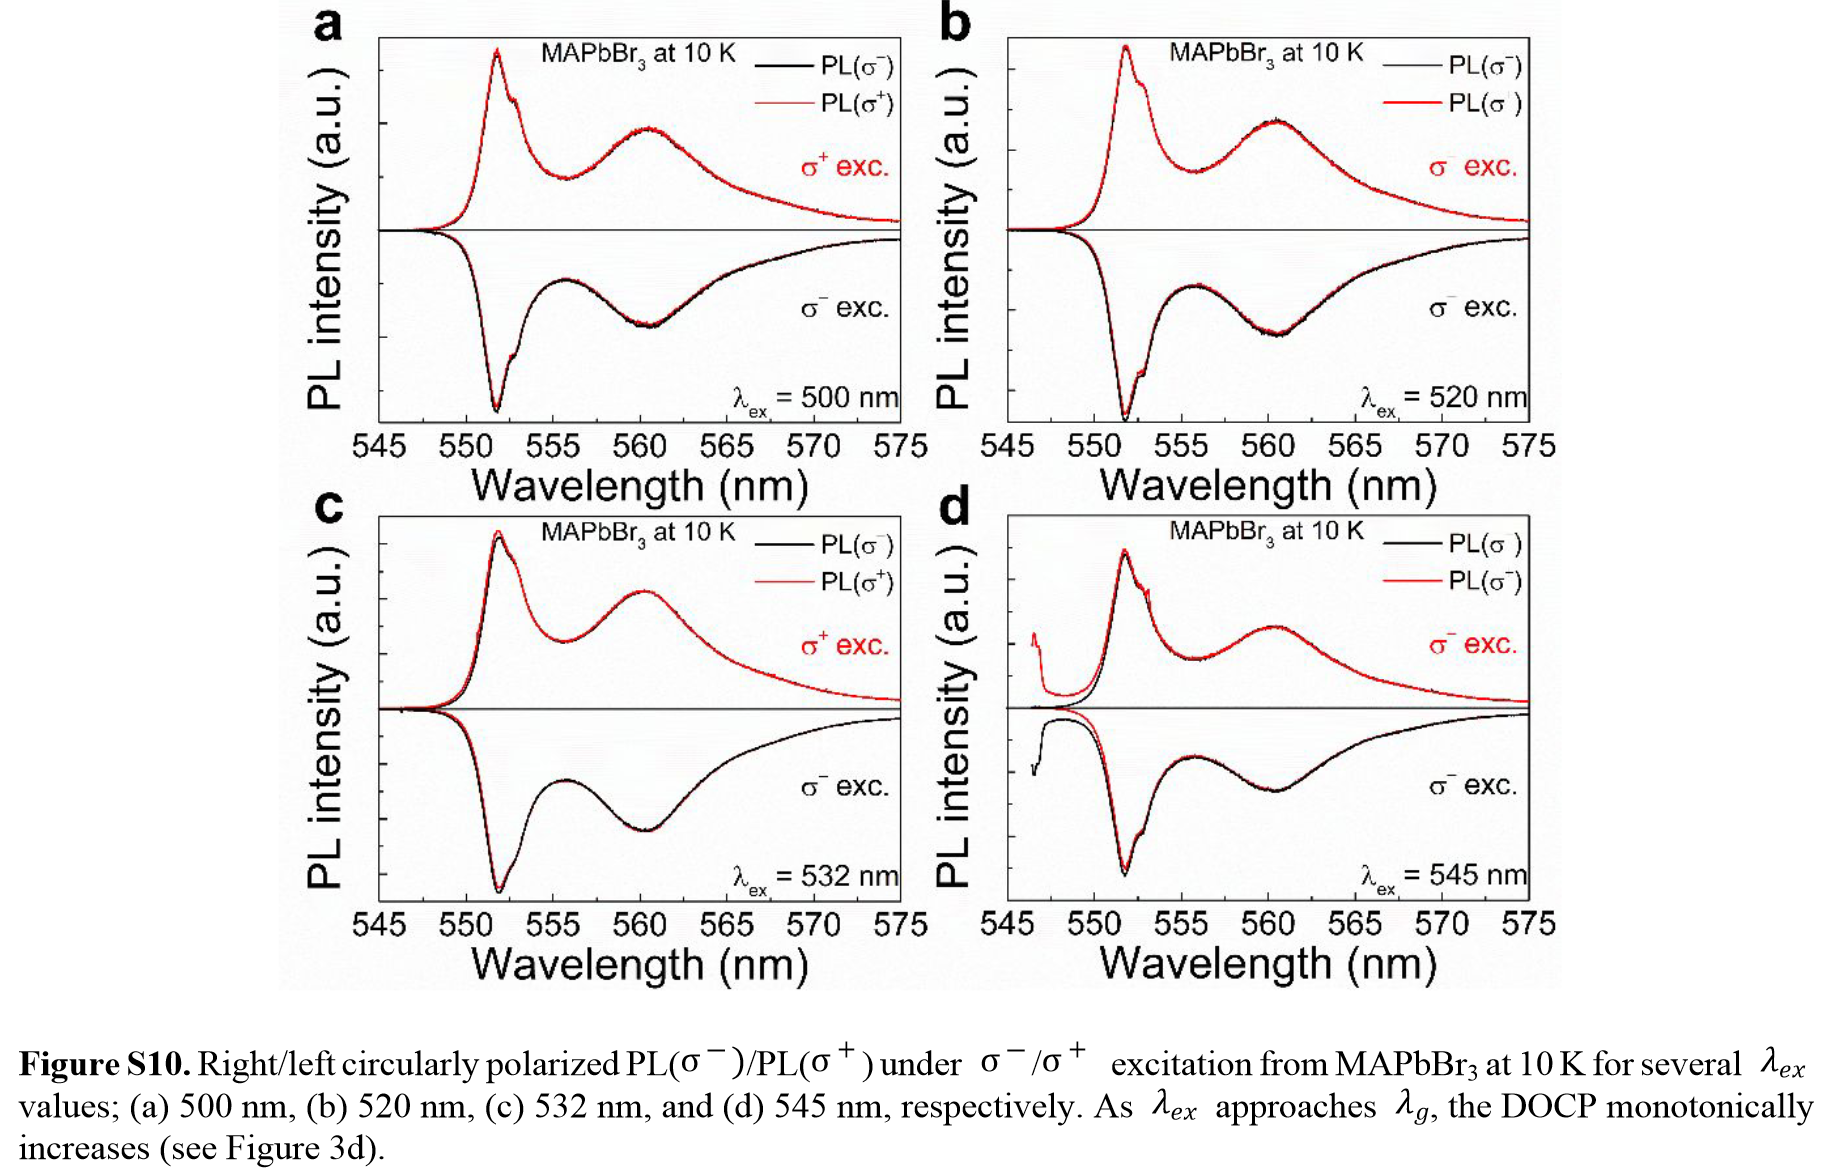 a
MAPbBr₃ at 10 K
PL(σ⁻)
PL(σ⁺)
σ⁺ exc.
σ⁻ exc.
λₑₓ = 500 nm
PL intensity (a.u.)
545 550 555 560 565 570 575
Wavelength (nm)
b
MAPbBr₃ at 10 K
PL(σ⁻)
PL(σ )
σ⁻ exc.
σ⁻ exc.
λₑₓ = 520 nm
PL intensity (a.u.)
545 550 555 560 565 570 575
Wavelength (nm)
c
MAPbBr₃ at 10 K
PL(σ⁻)
PL(σ⁺)
σ⁺ exc.
σ⁻ exc.
λₑₓ = 532 nm
PL intensity (a.u.)
545 550 555 560 565 570 575
Wavelength (nm)
d
MAPbBr₃ at 10 K
PL(σ )
PL(σ⁻)
σ⁻ exc.
σ⁻ exc.
λₑₓ = 545 nm
PL intensity (a.u.)
545 550 555 560 565 570 575
Wavelength (nm)
Figure S10. Right/left circularly polarized PL(σ⁻)/PL(σ⁺) under σ⁻/σ⁺ excitation from MAPbBr₃ at 10 K for several λₑₓ
values; (a) 500 nm, (b) 520 nm, (c) 532 nm, and (d) 545 nm, respectively. As λₑₓ approaches λ_g, the DOCP monotonically
increases (see Figure 3d).